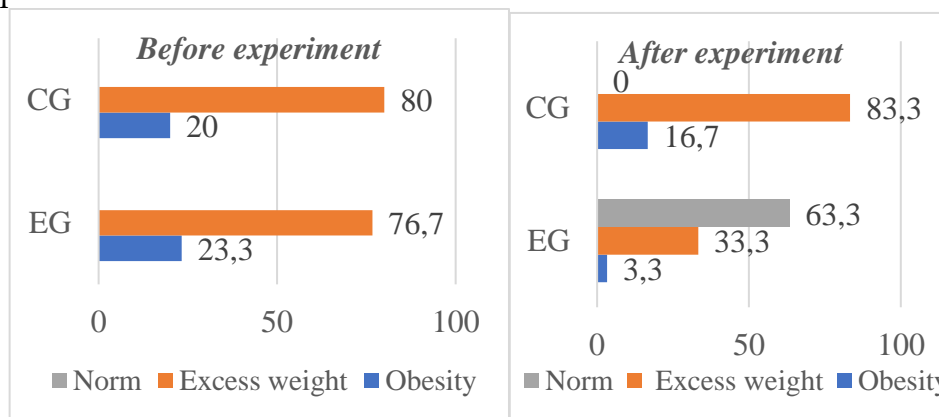 Before experiment
CG
80
20
EG
76,7
23,3
0 50 100
Norm Excess weight Obesity
After experiment
0
CG
83,3
16,7
63,3
EG
33,3
3,3
0 50 100
Norm Excess weight Obesity